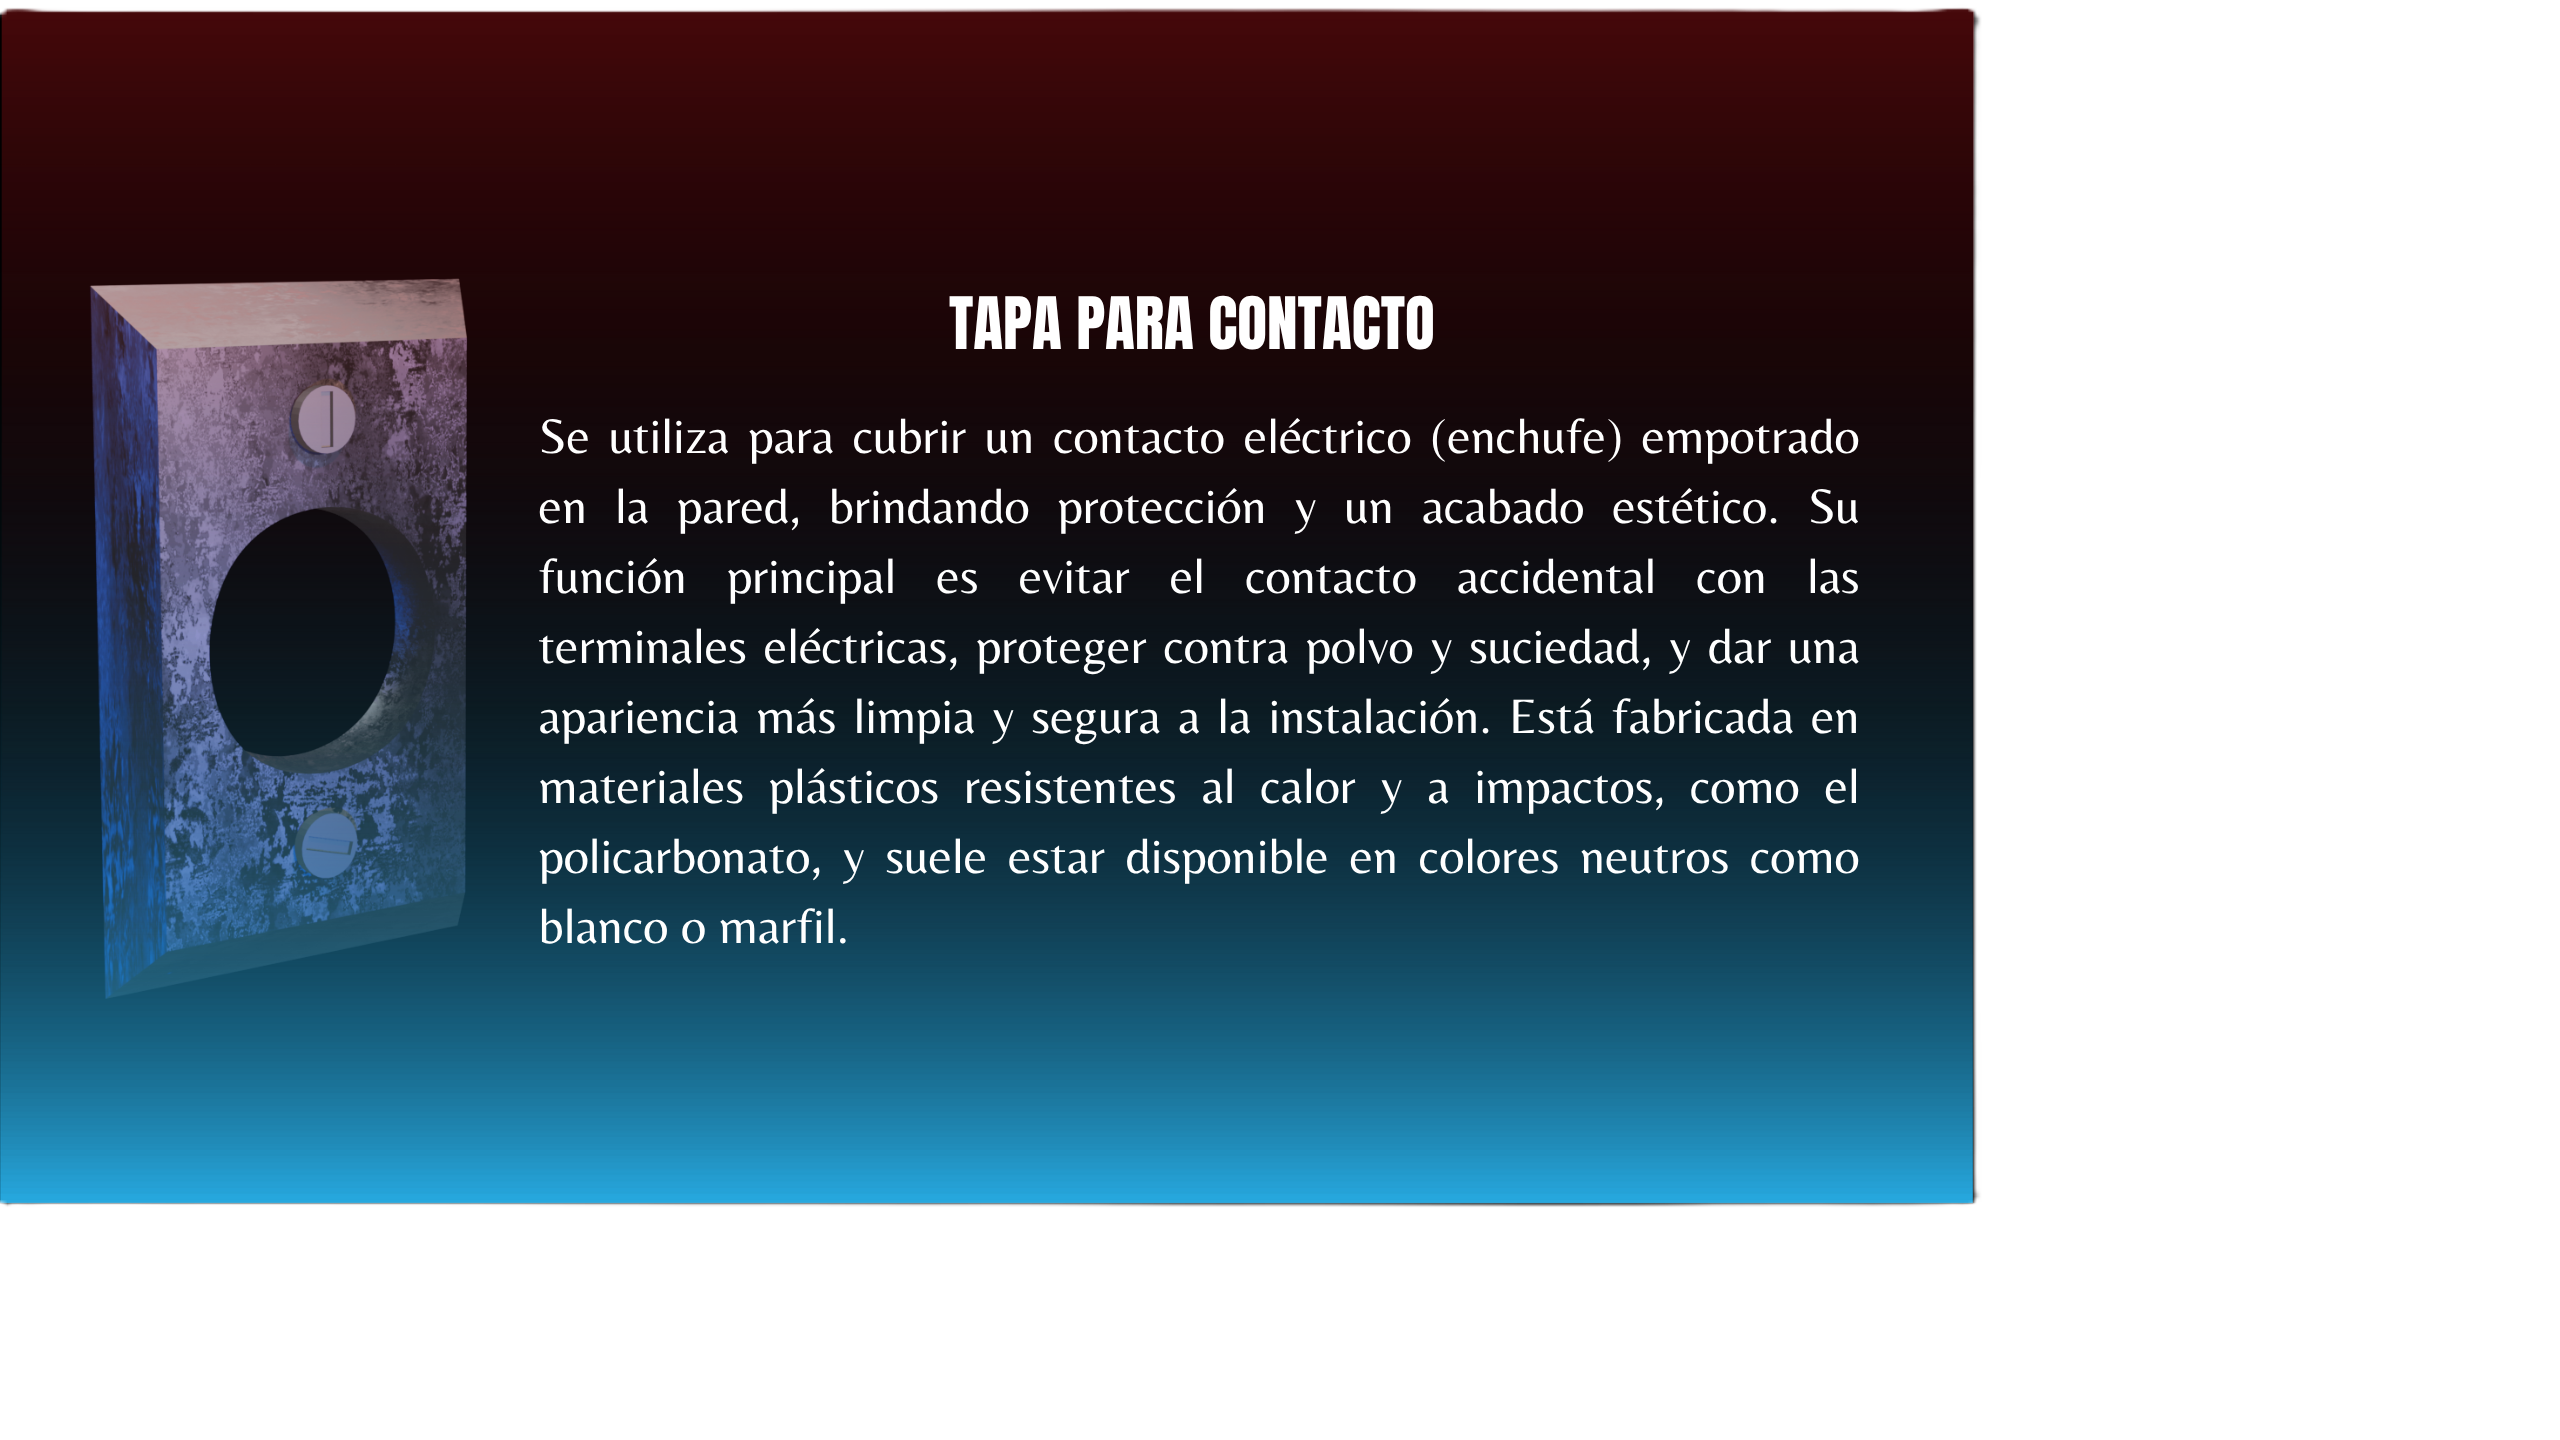 TAPA PARA CONTACTO
Se utiliza para cubrir un contacto eléctrico (enchufe) empotrado
en la pared, brindando protección y un acabado estético. Su
función principal es evitar el contacto accidental con las
terminales eléctricas, proteger contra polvo y suciedad, y dar una
apariencia más limpia y segura a la instalación. Está fabricada en
materiales plásticos resistentes al calor y a impactos, como el
policarbonato, y suele estar disponible en colores neutros como
blanco o marfil.